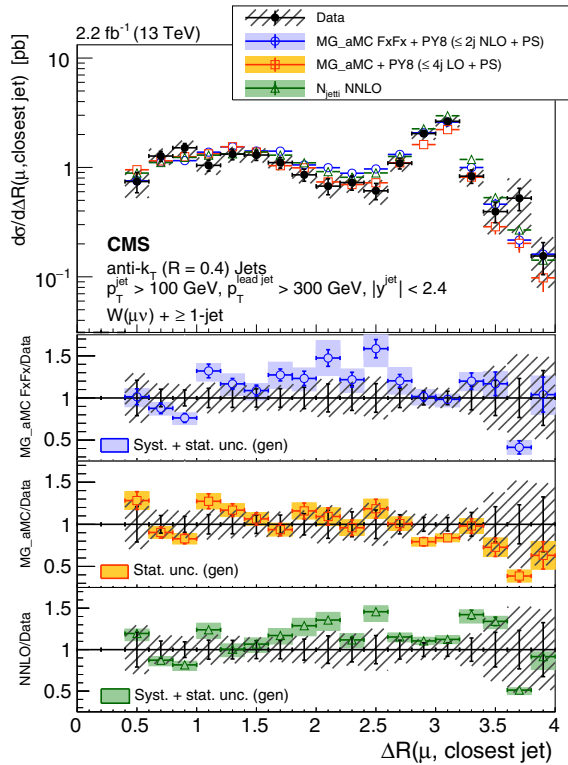 2.2 fb⁻¹ (13 TeV)
Data
MG_aMC FxFx + PY8 (≤ 2j NLO + PS)
MG_aMC + PY8 (≤ 4j LO + PS)
N_jetti NNLO
dσ/dΔR(μ, closest jet) [pb]
10
1
10⁻¹
CMS
anti-k_T (R = 0.4) Jets
p_T^jet > 100 GeV, p_T^lead jet > 300 GeV, |y^jet| < 2.4
W(μν) + ≥ 1-jet
MG_aMC FxFx/Data
1.5
1
0.5
Syst. + stat. unc. (gen)
MG_aMC/Data
1.5
1
0.5
Stat. unc. (gen)
NNLO/Data
1.5
1
0.5
Syst. + stat. unc. (gen)
0 0.5 1 1.5 2 2.5 3 3.5 4
ΔR(μ, closest jet)